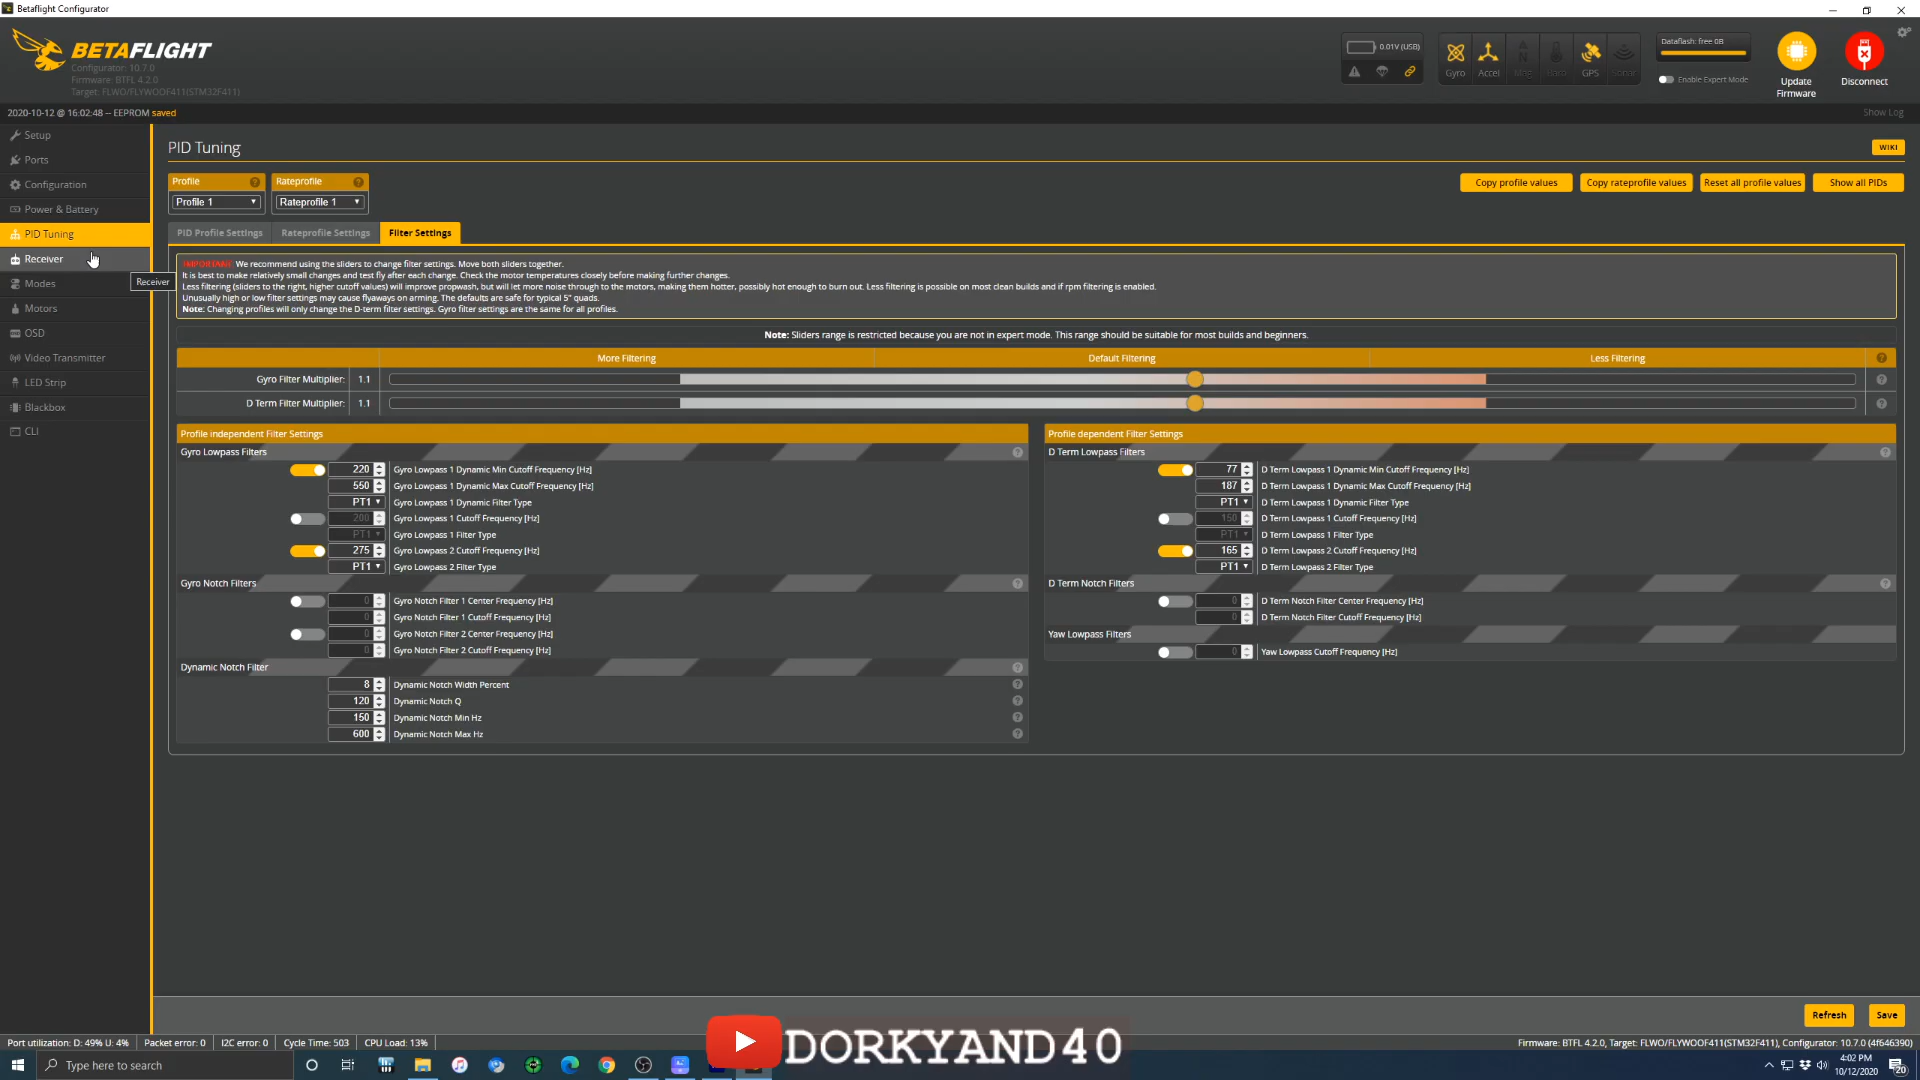 Betaflight Configurator
BETAFLIGHT
Configurator: 10.7.0
Firmware: BTFL 4.2.0
Target: FLWO/FLYWOOF411(STM32F411)
0.01V (USB)
Gyro
Accel
Mag
Baro
GPS
Sonar
Dataflash: free 0B
Enable Expert Mode
Update
Firmware
Disconnect
2020-10-12 @ 16:02:48 -- EEPROM saved
Show Log
Setup
Ports
Configuration
Power & Battery
PID Tuning
Receiver
Modes
Motors
OSD
Video Transmitter
LED Strip
Blackbox
CLI
Receiver
PID Tuning
WIKI
Profile
Profile 1
Rateprofile
Rateprofile 1
Copy profile values
Copy rateprofile values
Reset all profile values
Show all PIDs
PID Profile Settings
Rateprofile Settings
Filter Settings
IMPORTANT: We recommend using the sliders to change filter settings. Move both sliders together.
It is best to make relatively small changes and test fly after each change. Check the motor temperatures closely before making further changes.
Less filtering (sliders to the right, higher cutoff values) will improve propwash, but will let more noise through to the motors, making them hotter, possibly hot enough to burn out. Less filtering is possible on most clean builds and if rpm filtering is enabled.
Unusually high or low filter settings may cause flyaways on arming. The defaults are safe for typical 5" quads.
Note: Changing profiles will only change the D-term filter settings. Gyro filter settings are the same for all profiles.
Note: Sliders range is restricted because you are not in expert mode. This range should be suitable for most builds and beginners.
More Filtering
Default Filtering
Less Filtering
Gyro Filter Multiplier: 1.1
D Term Filter Multiplier: 1.1
Profile independent Filter Settings
Gyro Lowpass Filters
220 Gyro Lowpass 1 Dynamic Min Cutoff Frequency [Hz]
550 Gyro Lowpass 1 Dynamic Max Cutoff Frequency [Hz]
PT1 Gyro Lowpass 1 Dynamic Filter Type
200 Gyro Lowpass 1 Cutoff Frequency [Hz]
PT1 Gyro Lowpass 1 Filter Type
275 Gyro Lowpass 2 Cutoff Frequency [Hz]
PT1 Gyro Lowpass 2 Filter Type
Gyro Notch Filters
0 Gyro Notch Filter 1 Center Frequency [Hz]
0 Gyro Notch Filter 1 Cutoff Frequency [Hz]
0 Gyro Notch Filter 2 Center Frequency [Hz]
0 Gyro Notch Filter 2 Cutoff Frequency [Hz]
Dynamic Notch Filter
8 Dynamic Notch Width Percent
120 Dynamic Notch Q
150 Dynamic Notch Min Hz
600 Dynamic Notch Max Hz
Profile dependent Filter Settings
D Term Lowpass Filters
77 D Term Lowpass 1 Dynamic Min Cutoff Frequency [Hz]
187 D Term Lowpass 1 Dynamic Max Cutoff Frequency [Hz]
PT1 D Term Lowpass 1 Dynamic Filter Type
150 D Term Lowpass 1 Cutoff Frequency [Hz]
PT1 D Term Lowpass 1 Filter Type
165 D Term Lowpass 2 Cutoff Frequency [Hz]
PT1 D Term Lowpass 2 Filter Type
D Term Notch Filters
0 D Term Notch Filter Center Frequency [Hz]
0 D Term Notch Filter Cutoff Frequency [Hz]
Yaw Lowpass Filters
0 Yaw Lowpass Cutoff Frequency [Hz]
Refresh
Save
Port utilization: D: 49% U: 4%
Packet error: 0
I2C error: 0
Cycle Time: 503
CPU Load: 13%
Firmware: BTFL 4.2.0, Target: FLWO/FLYWOOF411(STM32F411), Configurator: 10.7.0 (4f646390)
DORKYAND40
Type here to search
4:02 PM
10/12/2020
20